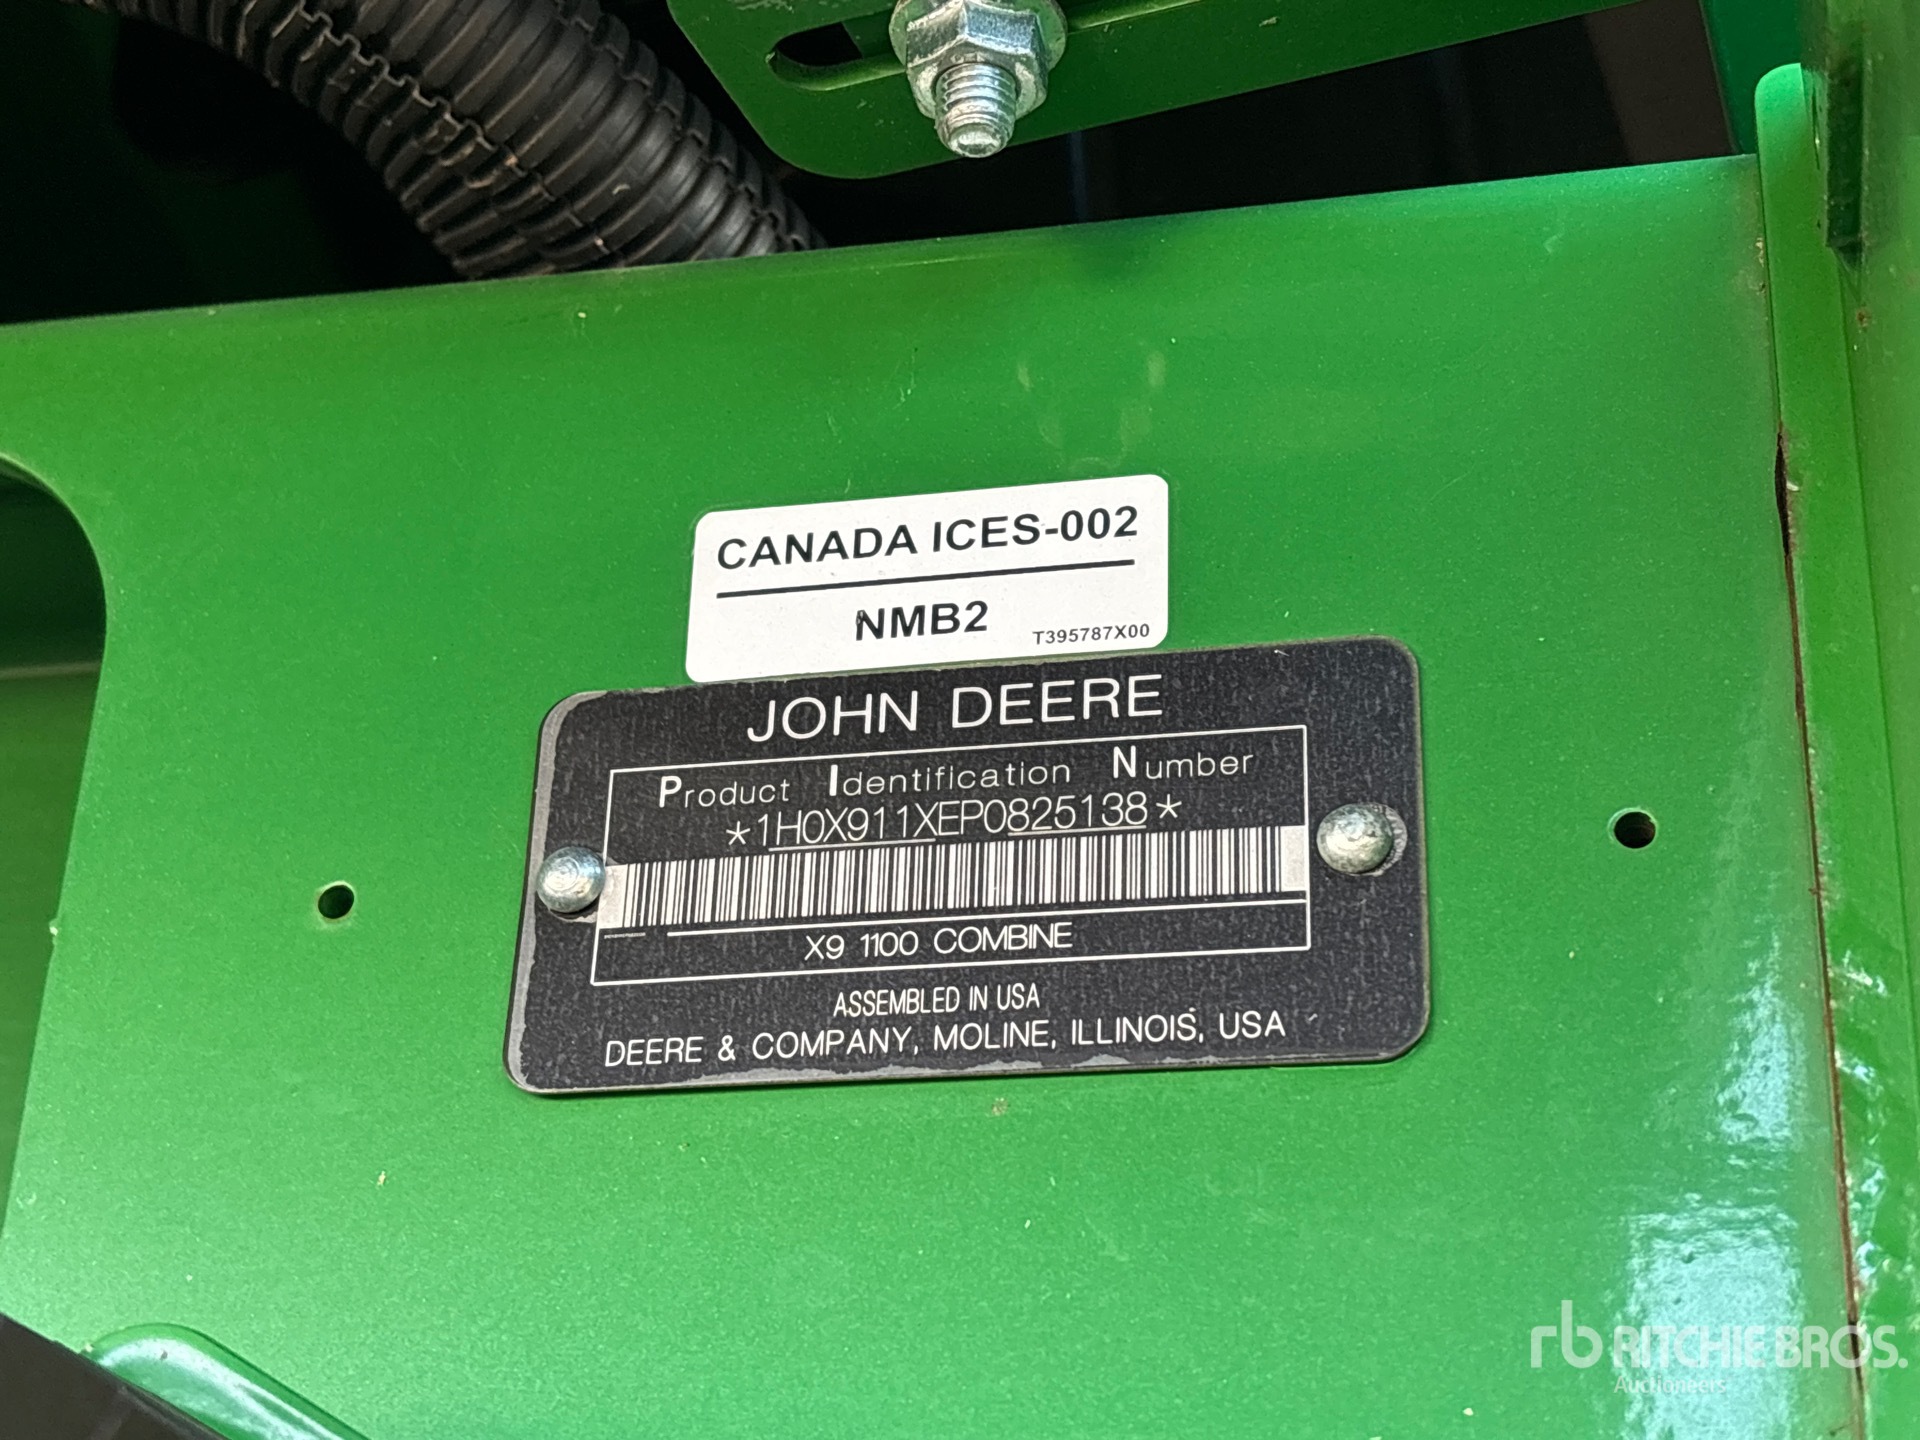 CANADA ICES-002
NMB2
T395787X00
JOHN DEERE
Product Identification Number
*1H0X911XEP0825138*
X9 1100 COMBINE
ASSEMBLED IN USA
DEERE & COMPANY, MOLINE, ILLINOIS, USA
rb RITCHIE BROS.
Auctioneers